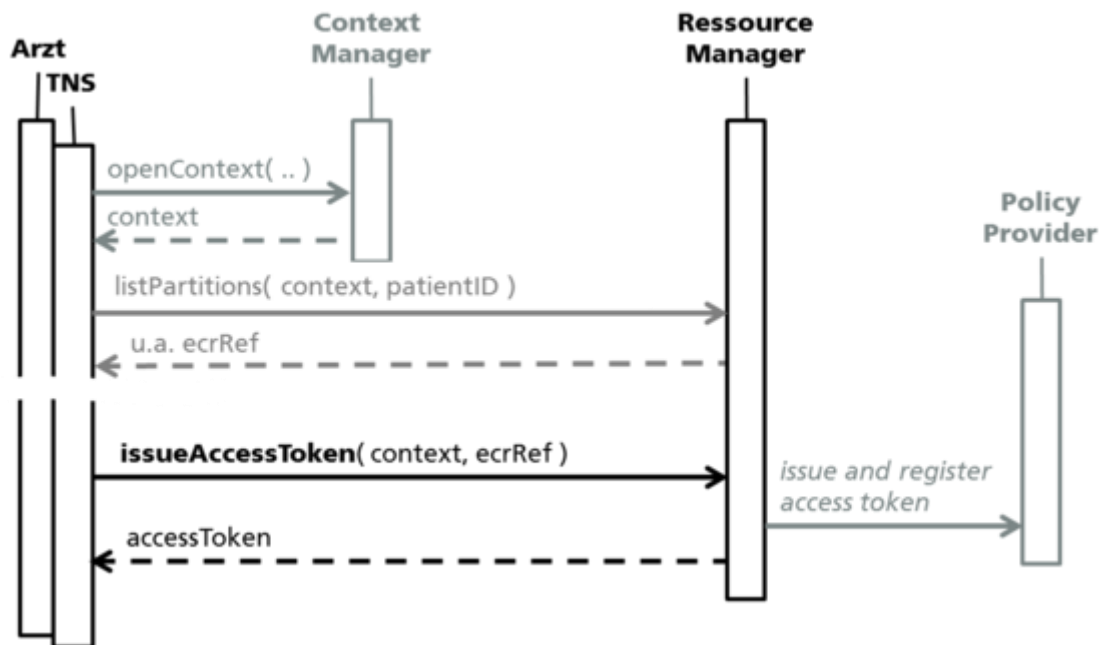 Context
Manager
Ressource
Manager
Arzt
TNS
openContext( .. )
context
Policy
Provider
listPartitions( context, patientID )
u.a. ecrRef
issueAccessToken( context, ecrRef )
issue and register
access token
accessToken